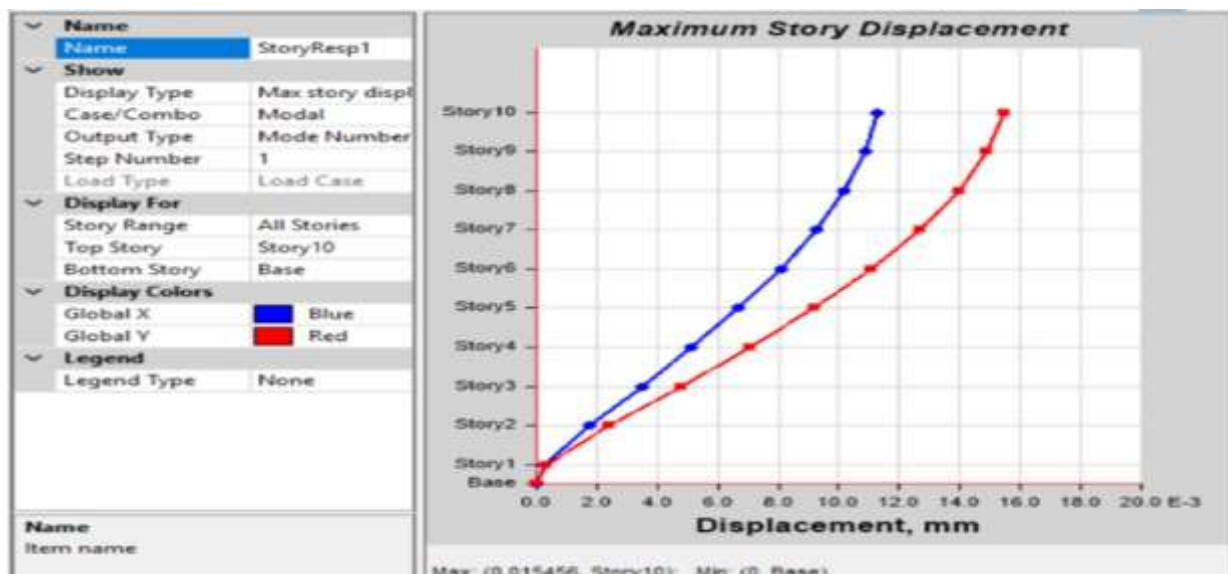 Name
Name StoryResp1
Show
Display Type Max story displ
Case/Combo Modal
Output Type Mode Number
Step Number 1
Load Type Load Case
Display For
Story Range All Stories
Top Story Story10
Bottom Story Base
Display Colors
Global X Blue
Global Y Red
Legend
Legend Type None
Name
Item name
Maximum Story Displacement
Story10
Story9
Story8
Story7
Story6
Story5
Story4
Story3
Story2
Story1
Base
0.0 2.0 4.0 6.0 8.0 10.0 12.0 14.0 16.0 18.0 20.0 E-3
Displacement, mm
Max: (0.015456, Story10); Min: (0, Base)